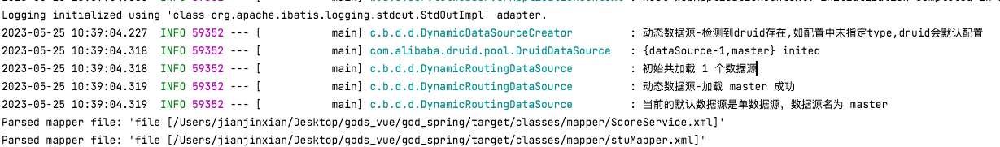 Logging initialized using 'class org.apache.ibatis.logging.stdout.StdOutImpl' adapter.
2023-05-25 10:39:04.227  INFO 59352 --- [           main] c.b.d.d.DynamicDataSourceCreator         : 动态数据源-检测到druid存在,如配置中未指定type,druid会默认配置
2023-05-25 10:39:04.318  INFO 59352 --- [           main] com.alibaba.druid.pool.DruidDataSource   : {dataSource-1,master} inited
2023-05-25 10:39:04.318  INFO 59352 --- [           main] c.b.d.d.DynamicRoutingDataSource         : 初始共加载 1 个数据源
2023-05-25 10:39:04.319  INFO 59352 --- [           main] c.b.d.d.DynamicRoutingDataSource         : 动态数据源-加载 master 成功
2023-05-25 10:39:04.319  INFO 59352 --- [           main] c.b.d.d.DynamicRoutingDataSource         : 当前的默认数据源是单数据源，数据源名为 master
Parsed mapper file: 'file [/Users/jianjinxian/Desktop/gods_vue/god_spring/target/classes/mapper/ScoreService.xml]'
Parsed mapper file: 'file [/Users/jianjinxian/Desktop/gods_vue/god_spring/target/classes/mapper/stuMapper.xml]'